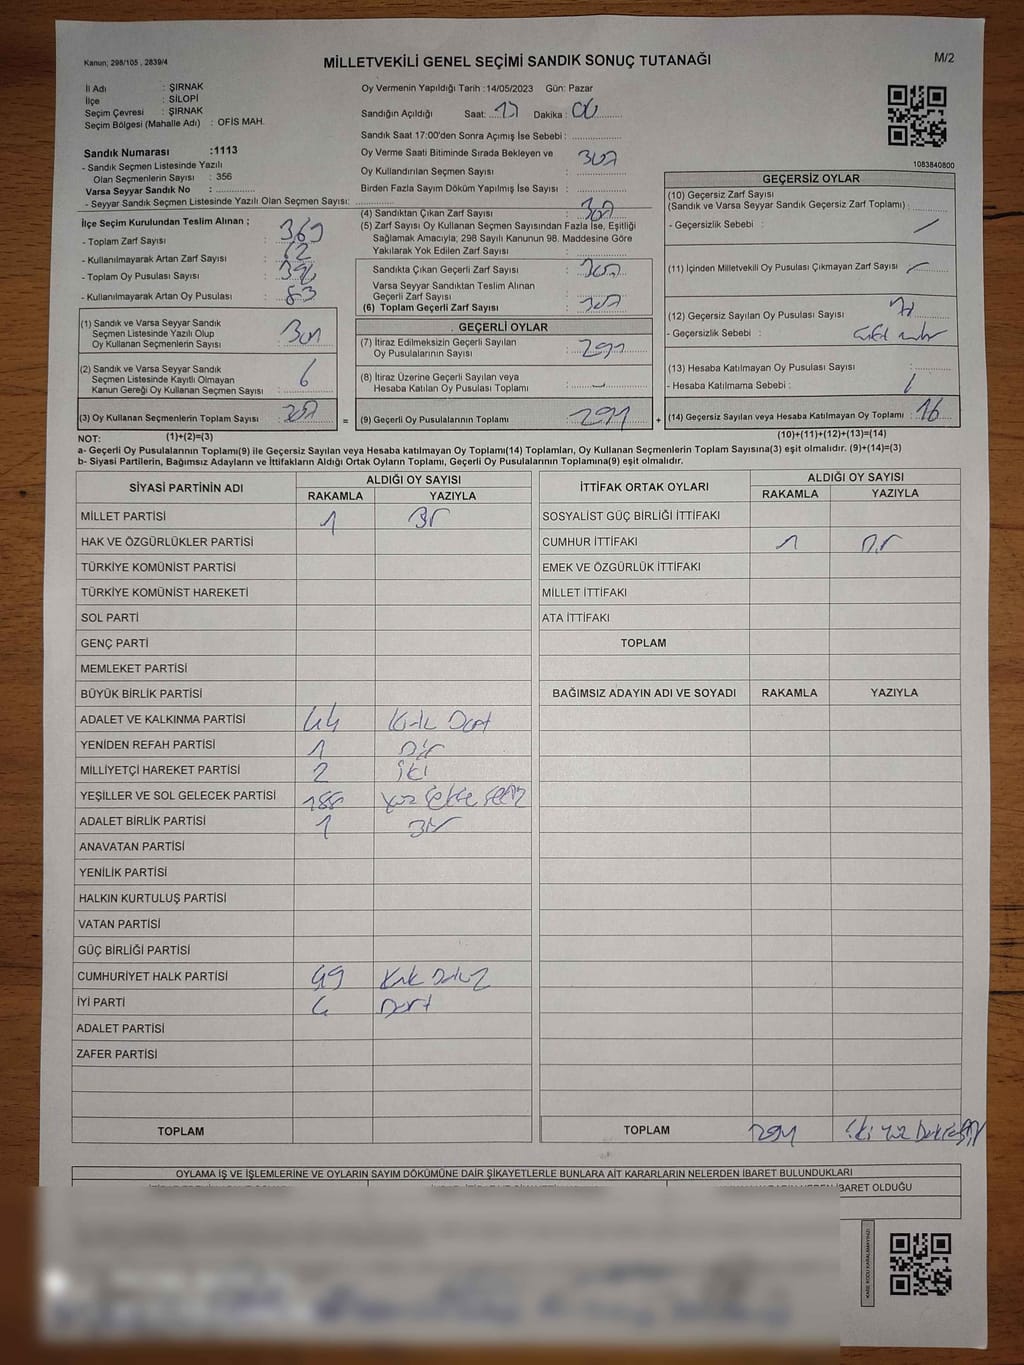 Kanun; 298/105 , 2839/4
MİLLETVEKİLİ GENEL SEÇİMİ SANDIK SONUÇ TUTANAĞI
M/2
İl Adı : ŞIRNAK
İlçe : SİLOPİ
Seçim Çevresi : ŞIRNAK
Seçim Bölgesi (Mahalle Adı) : OFİS MAH.
Oy Vermenin Yapıldığı Tarih :14/05/2023 Gün: Pazar
Sandığın Açıldığı Saat: 17 Dakika : 00
Sandık Saat 17:00'den Sonra Açımış İse Sebebi :
Sandık Numarası :1113
- Sandık Seçmen Listesinde Yazılı
Olan Seçmenlerin Sayısı : 356
Varsa Seyyar Sandık No :
- Seyyar Sandık Seçmen Listesinde Yazılı Olan Seçmen Sayısı:
Oy Verme Saati Bitiminde Sırada Bekleyen ve
Oy Kullandırılan Seçmen Sayısı : 307
Birden Fazla Sayım Döküm Yapılmış İse Sayısı :
1083840800
İlçe Seçim Kurulundan Teslim Alınan ;
- Toplam Zarf Sayısı : 369
- Kullanılmayarak Artan Zarf Sayısı : 62
- Toplam Oy Pusulası Sayısı :
- Kullanılmayarak Artan Oy Pusulası : 83
(4) Sandıktan Çıkan Zarf Sayısı : 307
(5) Zarf Sayısı Oy Kullanan Seçmen Sayısından Fazla İse, Eşitliği
Sağlamak Amacıyla; 298 Sayılı Kanunun 98. Maddesine Göre
Yakılarak Yok Edilen Zarf Sayısı :
Sandıkta Çıkan Geçerli Zarf Sayısı : 307
Varsa Seyyar Sandıktan Teslim Alınan
Geçerli Zarf Sayısı :
(6) Toplam Geçerli Zarf Sayısı : 307
GEÇERSİZ OYLAR
(10) Geçersiz Zarf Sayısı
(Sandık ve Varsa Seyyar Sandık Geçersiz Zarf Toplamı) :
- Geçersizlik Sebebi :
(11) İçinden Milletvekili Oy Pusulası Çıkmayan Zarf Sayısı
(12) Geçersiz Sayılan Oy Pusulası Sayısı :
- Geçersizlik Sebebi :
(13) Hesaba Katılmayan Oy Pusulası Sayısı :
- Hesaba Katılmama Sebebi :
(14) Geçersiz Sayılan veya Hesaba Katılmayan Oy Toplamı : 16
(10)+(11)+(12)+(13)=(14)
(1) Sandık ve Varsa Seyyar Sandık
Seçmen Listesinde Yazılı Olup
Oy Kullanan Seçmenlerin Sayısı : 301
(2) Sandık ve Varsa Seyyar Sandık
Seçmen Listesinde Kayıtlı Olmayan
Kanun Gereği Oy Kullanan Seçmen Sayısı : 6
(3) Oy Kullanan Seçmenlerin Toplam Sayısı : 307 =
GEÇERLİ OYLAR
(7) İtiraz Edilmeksizin Geçerli Sayılan
Oy Pusulalarının Sayısı : 291
(8) İtiraz Üzerine Geçerli Sayılan veya
Hesaba Katılan Oy Pusulası Toplamı :
(9) Geçerli Oy Pusulalarının Toplamı : 291 +
NOT: (1)+(2)=(3)
a- Geçerli Oy Pusulalarının Toplamı(9) ile Geçersiz Sayılan veya Hesaba katılmayan Oy Toplamı(14) Toplamları, Oy Kullanan Seçmenlerin Toplam Sayısına(3) eşit olmalıdır. (9)+(14)=(3)
b- Siyasi Partilerin, Bağımsız Adayların ve İttifakların Aldığı Ortak Oyların Toplamı, Geçerli Oy Pusulalarının Toplamına(9) eşit olmalıdır.
SİYASİ PARTİNİN ADI ALDIĞI OY SAYISI
RAKAMLA YAZIYLA
MİLLET PARTİSİ 1 Bir
HAK VE ÖZGÜRLÜKLER PARTİSİ
TÜRKİYE KOMÜNİST PARTİSİ
TÜRKİYE KOMÜNİST HAREKETİ
SOL PARTİ
GENÇ PARTİ
MEMLEKET PARTİSİ
BÜYÜK BİRLİK PARTİSİ
ADALET VE KALKINMA PARTİSİ 44 Kırk Dört
YENİDEN REFAH PARTİSİ 1 Bir
MİLLİYETÇİ HAREKET PARTİSİ 2 iki
YEŞİLLER VE SOL GELECEK PARTİSİ 188 Yüz Seksen Sekiz
ADALET BİRLİK PARTİSİ 1 Bir
ANAVATAN PARTİSİ
YENİLİK PARTİSİ
HALKIN KURTULUŞ PARTİSİ
VATAN PARTİSİ
GÜÇ BİRLİĞİ PARTİSİ
CUMHURİYET HALK PARTİSİ 49 Kırk Dokuz
İYİ PARTİ 4 Dört
ADALET PARTİSİ
ZAFER PARTİSİ
TOPLAM
İTTİFAK ORTAK OYLARI ALDIĞI OY SAYISI
RAKAMLA YAZIYLA
SOSYALİST GÜÇ BİRLİĞİ İTTİFAKI
CUMHUR İTTİFAKI 1 Bir
EMEK VE ÖZGÜRLÜK İTTİFAKI
MİLLET İTTİFAKI
ATA İTTİFAKI
TOPLAM
BAĞIMSIZ ADAYIN ADI VE SOYADI RAKAMLA YAZIYLA
TOPLAM 291 iki yüz Doksan Bir
OYLAMA İŞ VE İŞLEMLERİNE VE OYLARIN SAYIM DÖKÜMÜNE DAİR ŞİKAYETLERLE BUNLARA AİT KARARLARIN NELERDEN İBARET BULUNDUKLARI
İBARET OLDUĞU